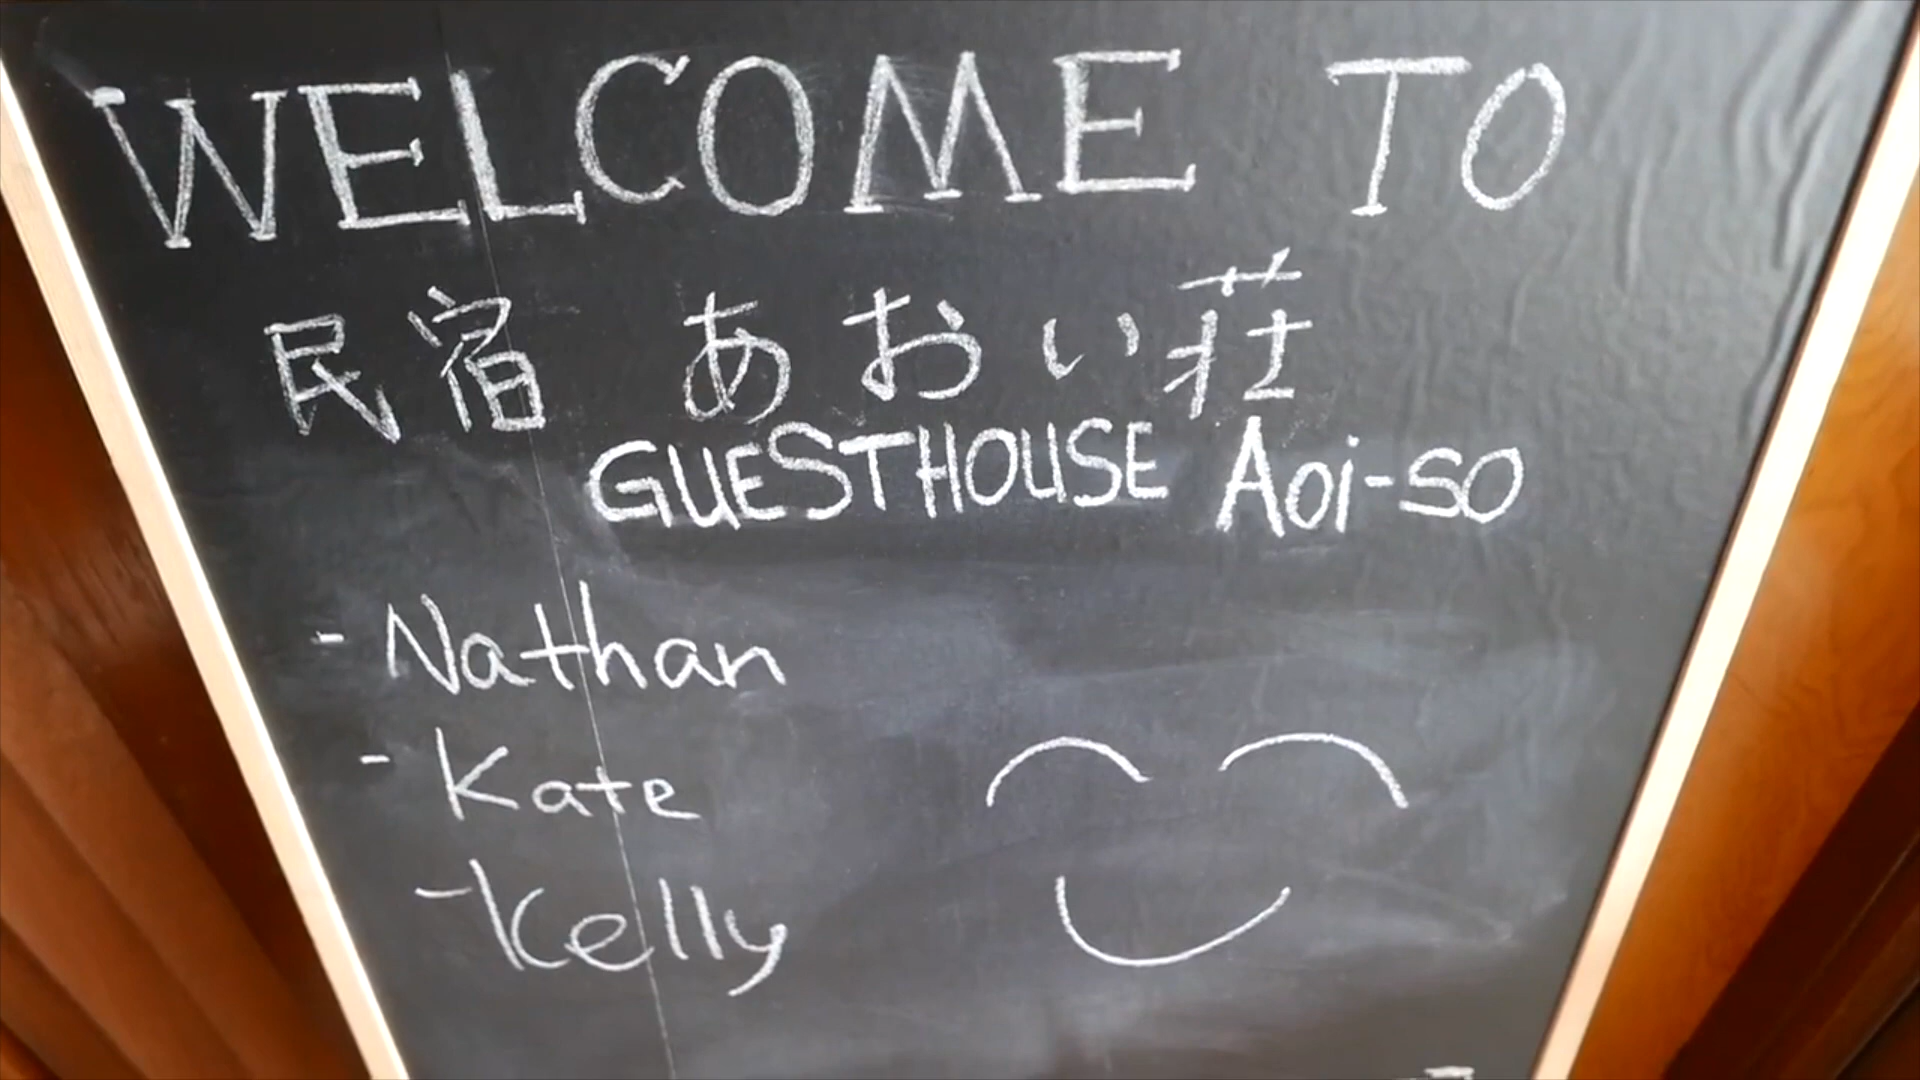 WELCOME TO
民宿 あおい荘
GUESTHOUSE Aoi-so
- Nathan
- Kate
- Kelly